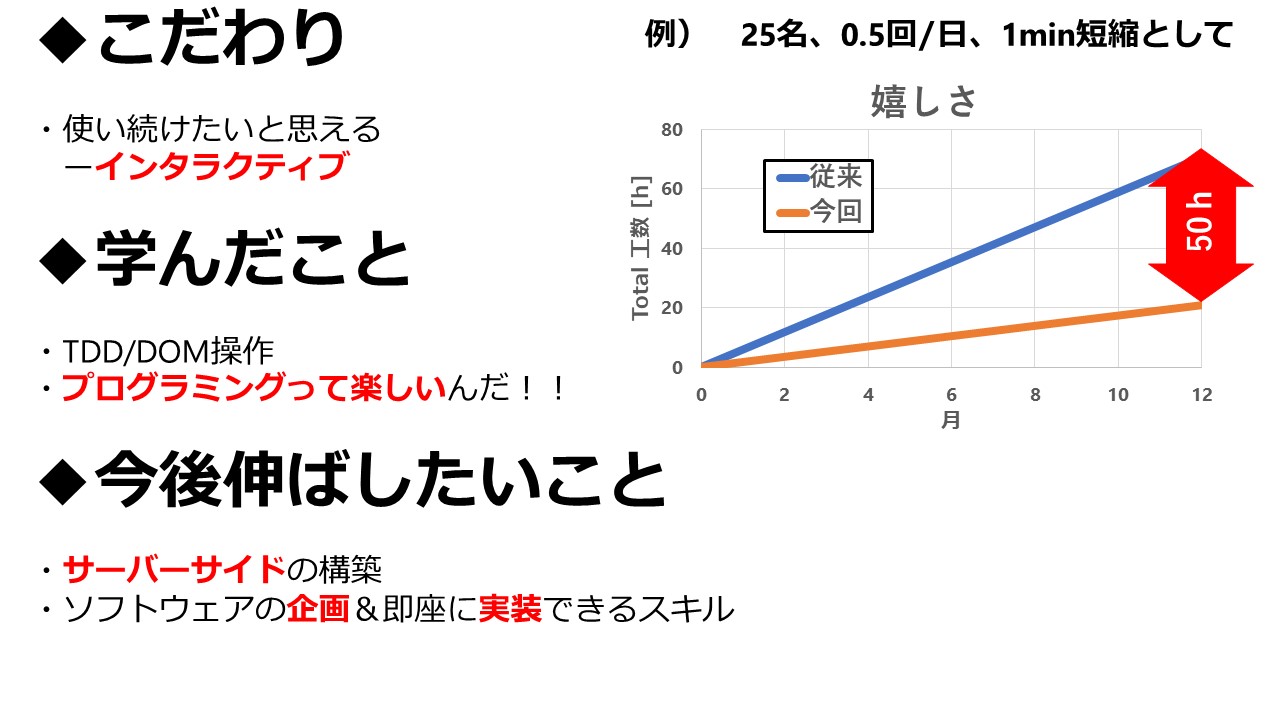 ◆こだわり
・使い続けたいと思える
ーインタラクティブ
◆学んだこと
・TDD/DOM操作
・プログラミングって楽しいんだ！！
◆今後伸ばしたいこと
・サーバーサイドの構築
・ソフトウェアの企画＆即座に実装できるスキル
例）　25名、0.5回/日、1min短縮として
嬉しさ
Total 工数 [h]
80
60
40
20
0
従来
今回
50 h
0 2 4 6 8 10 12
月